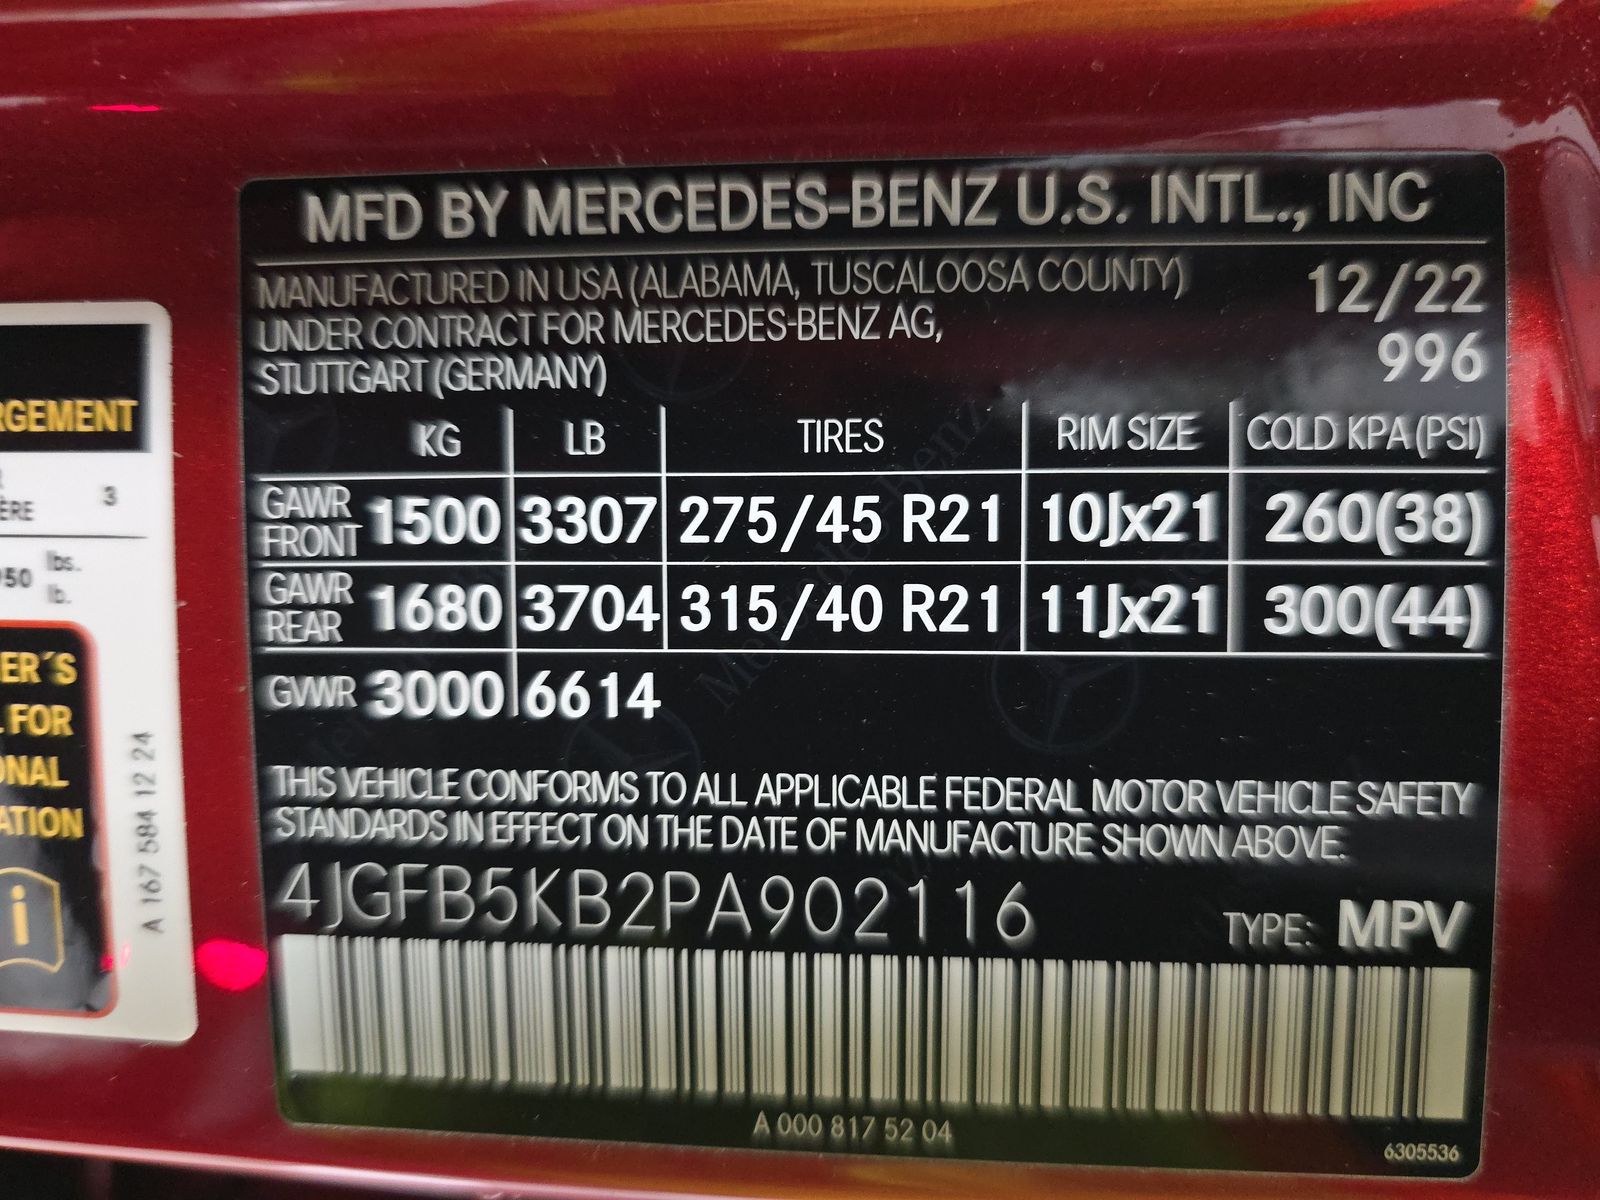 MFD BY MERCEDES-BENZ U.S. INTL., INC
MANUFACTURED IN USA (ALABAMA, TUSCALOOSA COUNTY) 12/22
UNDER CONTRACT FOR MERCEDES-BENZ AG,
996
STUTTGART (GERMANY)
KG LB TIRES RIM SIZE COLD KPA (PSI)
GAWR FRONT 1500 3307 275/45 R21 10Jx21 260(38)
GAWR REAR 1680 3704 315/40 R21 11Jx21 300(44)
GVWR 3000 6614
THIS VEHICLE CONFORMS TO ALL APPLICABLE FEDERAL MOTOR VEHICLE SAFETY
STANDARDS IN EFFECT ON THE DATE OF MANUFACTURE SHOWN ABOVE.
4JGFB5KB2PA902116 TYPE: MPV
A 000 817 52 04
6305536
RGEMENT
ÈRE 3
950 lbs.
lb.
ER´S
FOR
ONAL
ATION
i
A 167 584 12 24